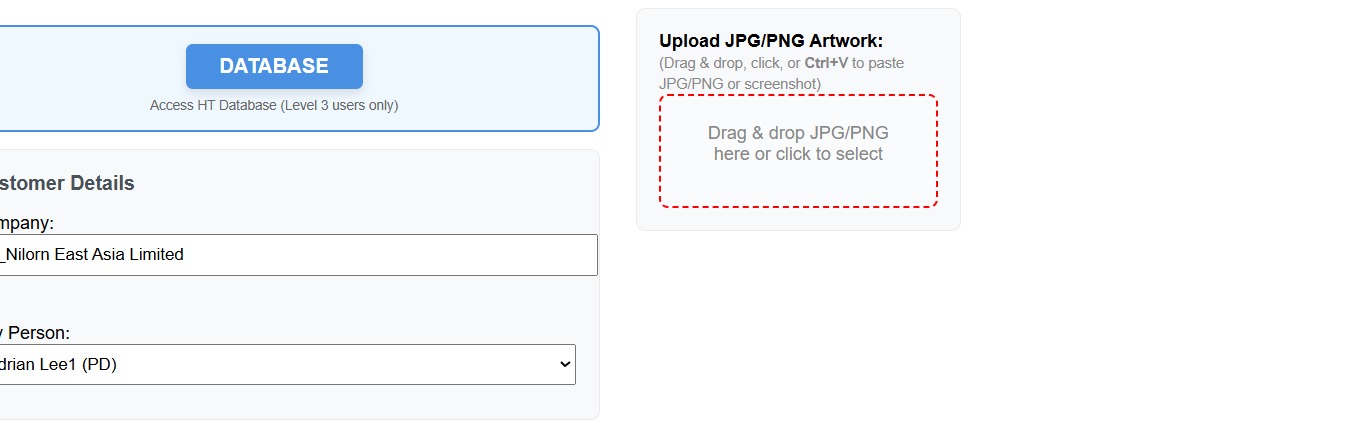 DATABASE
Access HT Database (Level 3 users only)
stomer Details
mpany:
_Nilorn East Asia Limited
y Person:
drian Lee1 (PD)
Upload JPG/PNG Artwork:
(Drag & drop, click, or Ctrl+V to paste
JPG/PNG or screenshot)
Drag & drop JPG/PNG
here or click to select